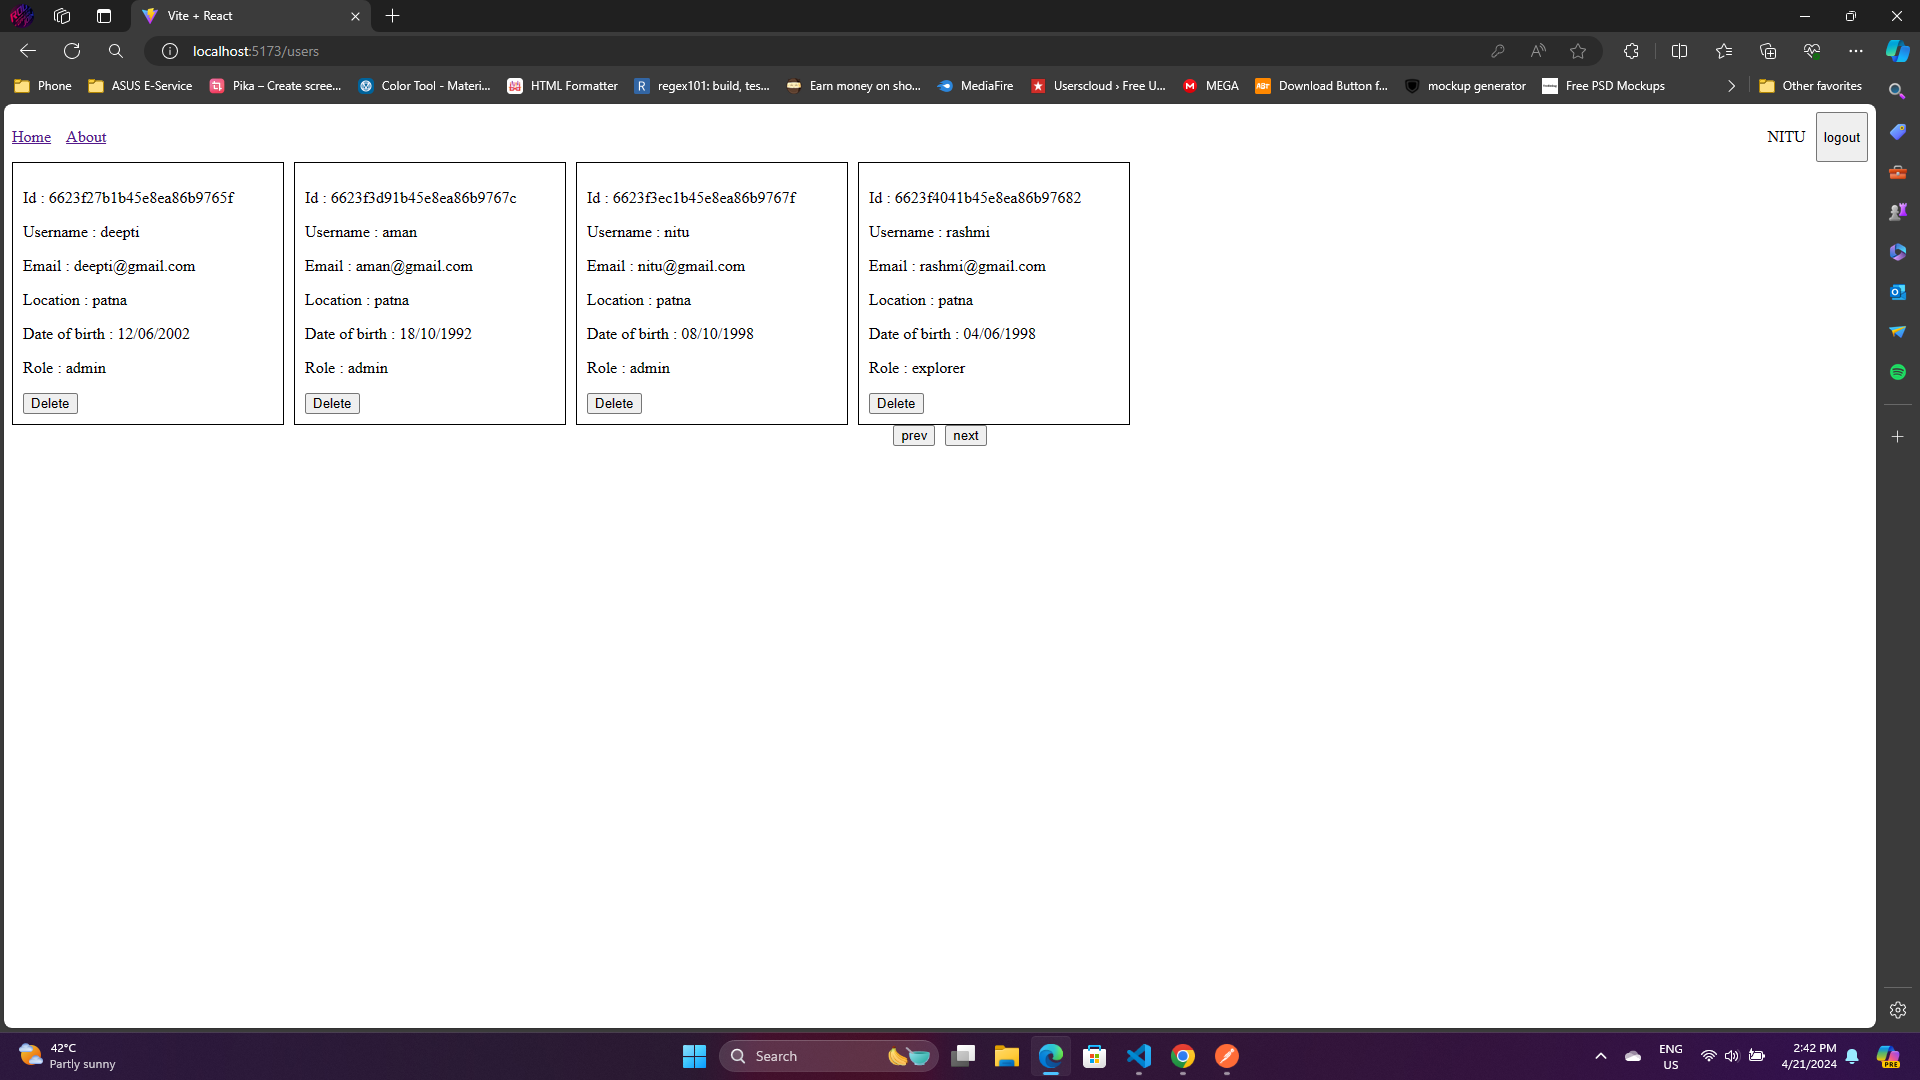 Vite + React
localhost:5173/users
Phone
ASUS E-Service
Pika – Create scree...
Color Tool - Materi...
HTML Formatter
R
regex101: build, tes...
Earn money on sho...
MediaFire
Userscloud › Free U...
M
MEGA
Download Button f...
mockup generator
Free PSD Mockups
Other favorites
Home
About
NITU
logout
Id : 6623f27b1b45e8ea86b9765f
Username : deepti
Email : deepti@gmail.com
Location : patna
Date of birth : 12/06/2002
Role : admin
Delete
Id : 6623f3d91b45e8ea86b9767c
Username : aman
Email : aman@gmail.com
Location : patna
Date of birth : 18/10/1992
Role : admin
Delete
Id : 6623f3ec1b45e8ea86b9767f
Username : nitu
Email : nitu@gmail.com
Location : patna
Date of birth : 08/10/1998
Role : admin
Delete
Id : 6623f4041b45e8ea86b97682
Username : rashmi
Email : rashmi@gmail.com
Location : patna
Date of birth : 04/06/1998
Role : explorer
Delete
prev
next
42°C
Partly sunny
Search
ENG
US
2:42 PM
4/21/2024
PRE